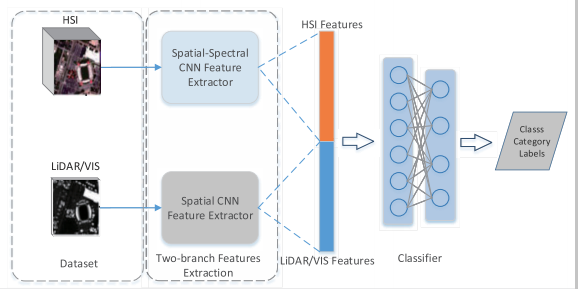 HSI
Spatial-Spectral
CNN Feature
Extractor
HSI Features
Classs
Category
Labels
LiDAR/VIS
Spatial CNN
Feature Extractor
Dataset
Two-branch Features
Extraction
LiDAR/VIS Features
Classifier